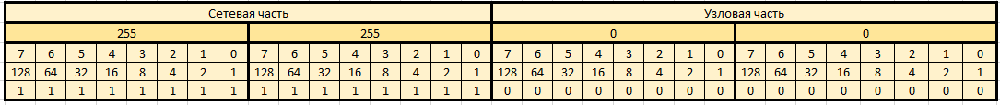 Сетевая часть Узловая часть
255 255 0 0
7 6 5 4 3 2 1 0 7 6 5 4 3 2 1 0 7 6 5 4 3 2 1 0 7 6 5 4 3 2 1 0
128 64 32 16 8 4 2 1 128 64 32 16 8 4 2 1 128 64 32 16 8 4 2 1 128 64 32 16 8 4 2 1
1 1 1 1 1 1 1 1 1 1 1 1 1 1 1 1 0 0 0 0 0 0 0 0 0 0 0 0 0 0 0 0